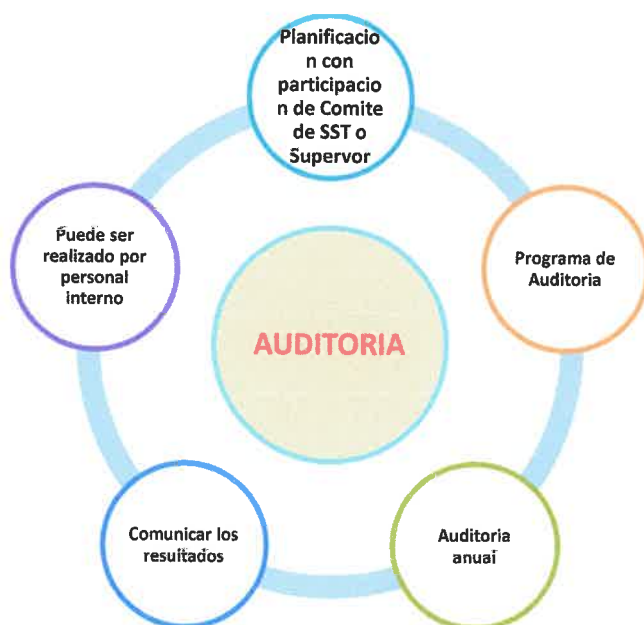 Planificacio
n con
participacio
n de Comite
de SST o
Supervor
Puede ser
realizado por
personal
interno
Programa de
Auditoria
AUDITORIA
Comunicar los
resultados
Auditoria
anual